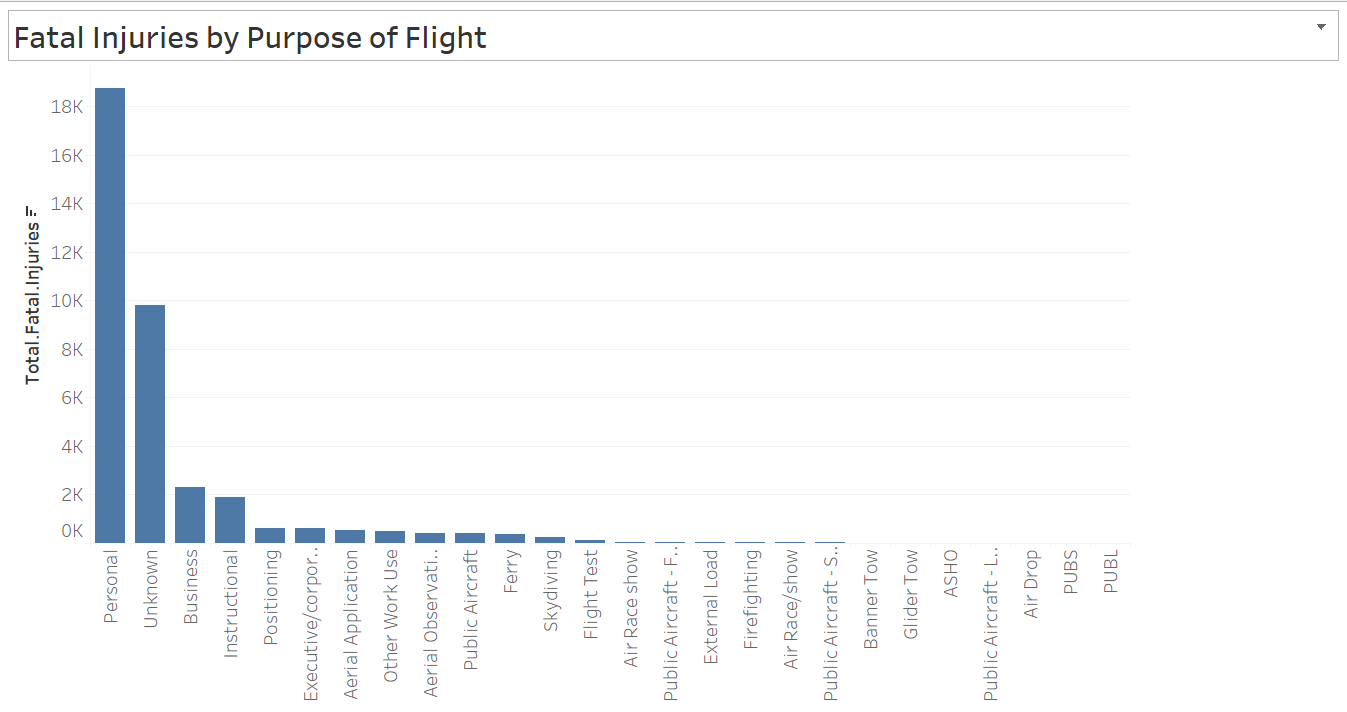 Fatal Injuries by Purpose of Flight
Total.Fatal.Injuries
18K
16K
14K
12K
10K
8K
6K
4K
2K
0K
Personal
Unknown
Business
Instructional
Positioning
Executive/corpor..
Aerial Application
Other Work Use
Aerial Observati..
Public Aircraft
Ferry
Skydiving
Flight Test
Air Race show
Public Aircraft - F..
External Load
Firefighting
Air Race/show
Public Aircraft - S..
Banner Tow
Glider Tow
ASHO
Public Aircraft - L..
Air Drop
PUBS
PUBL